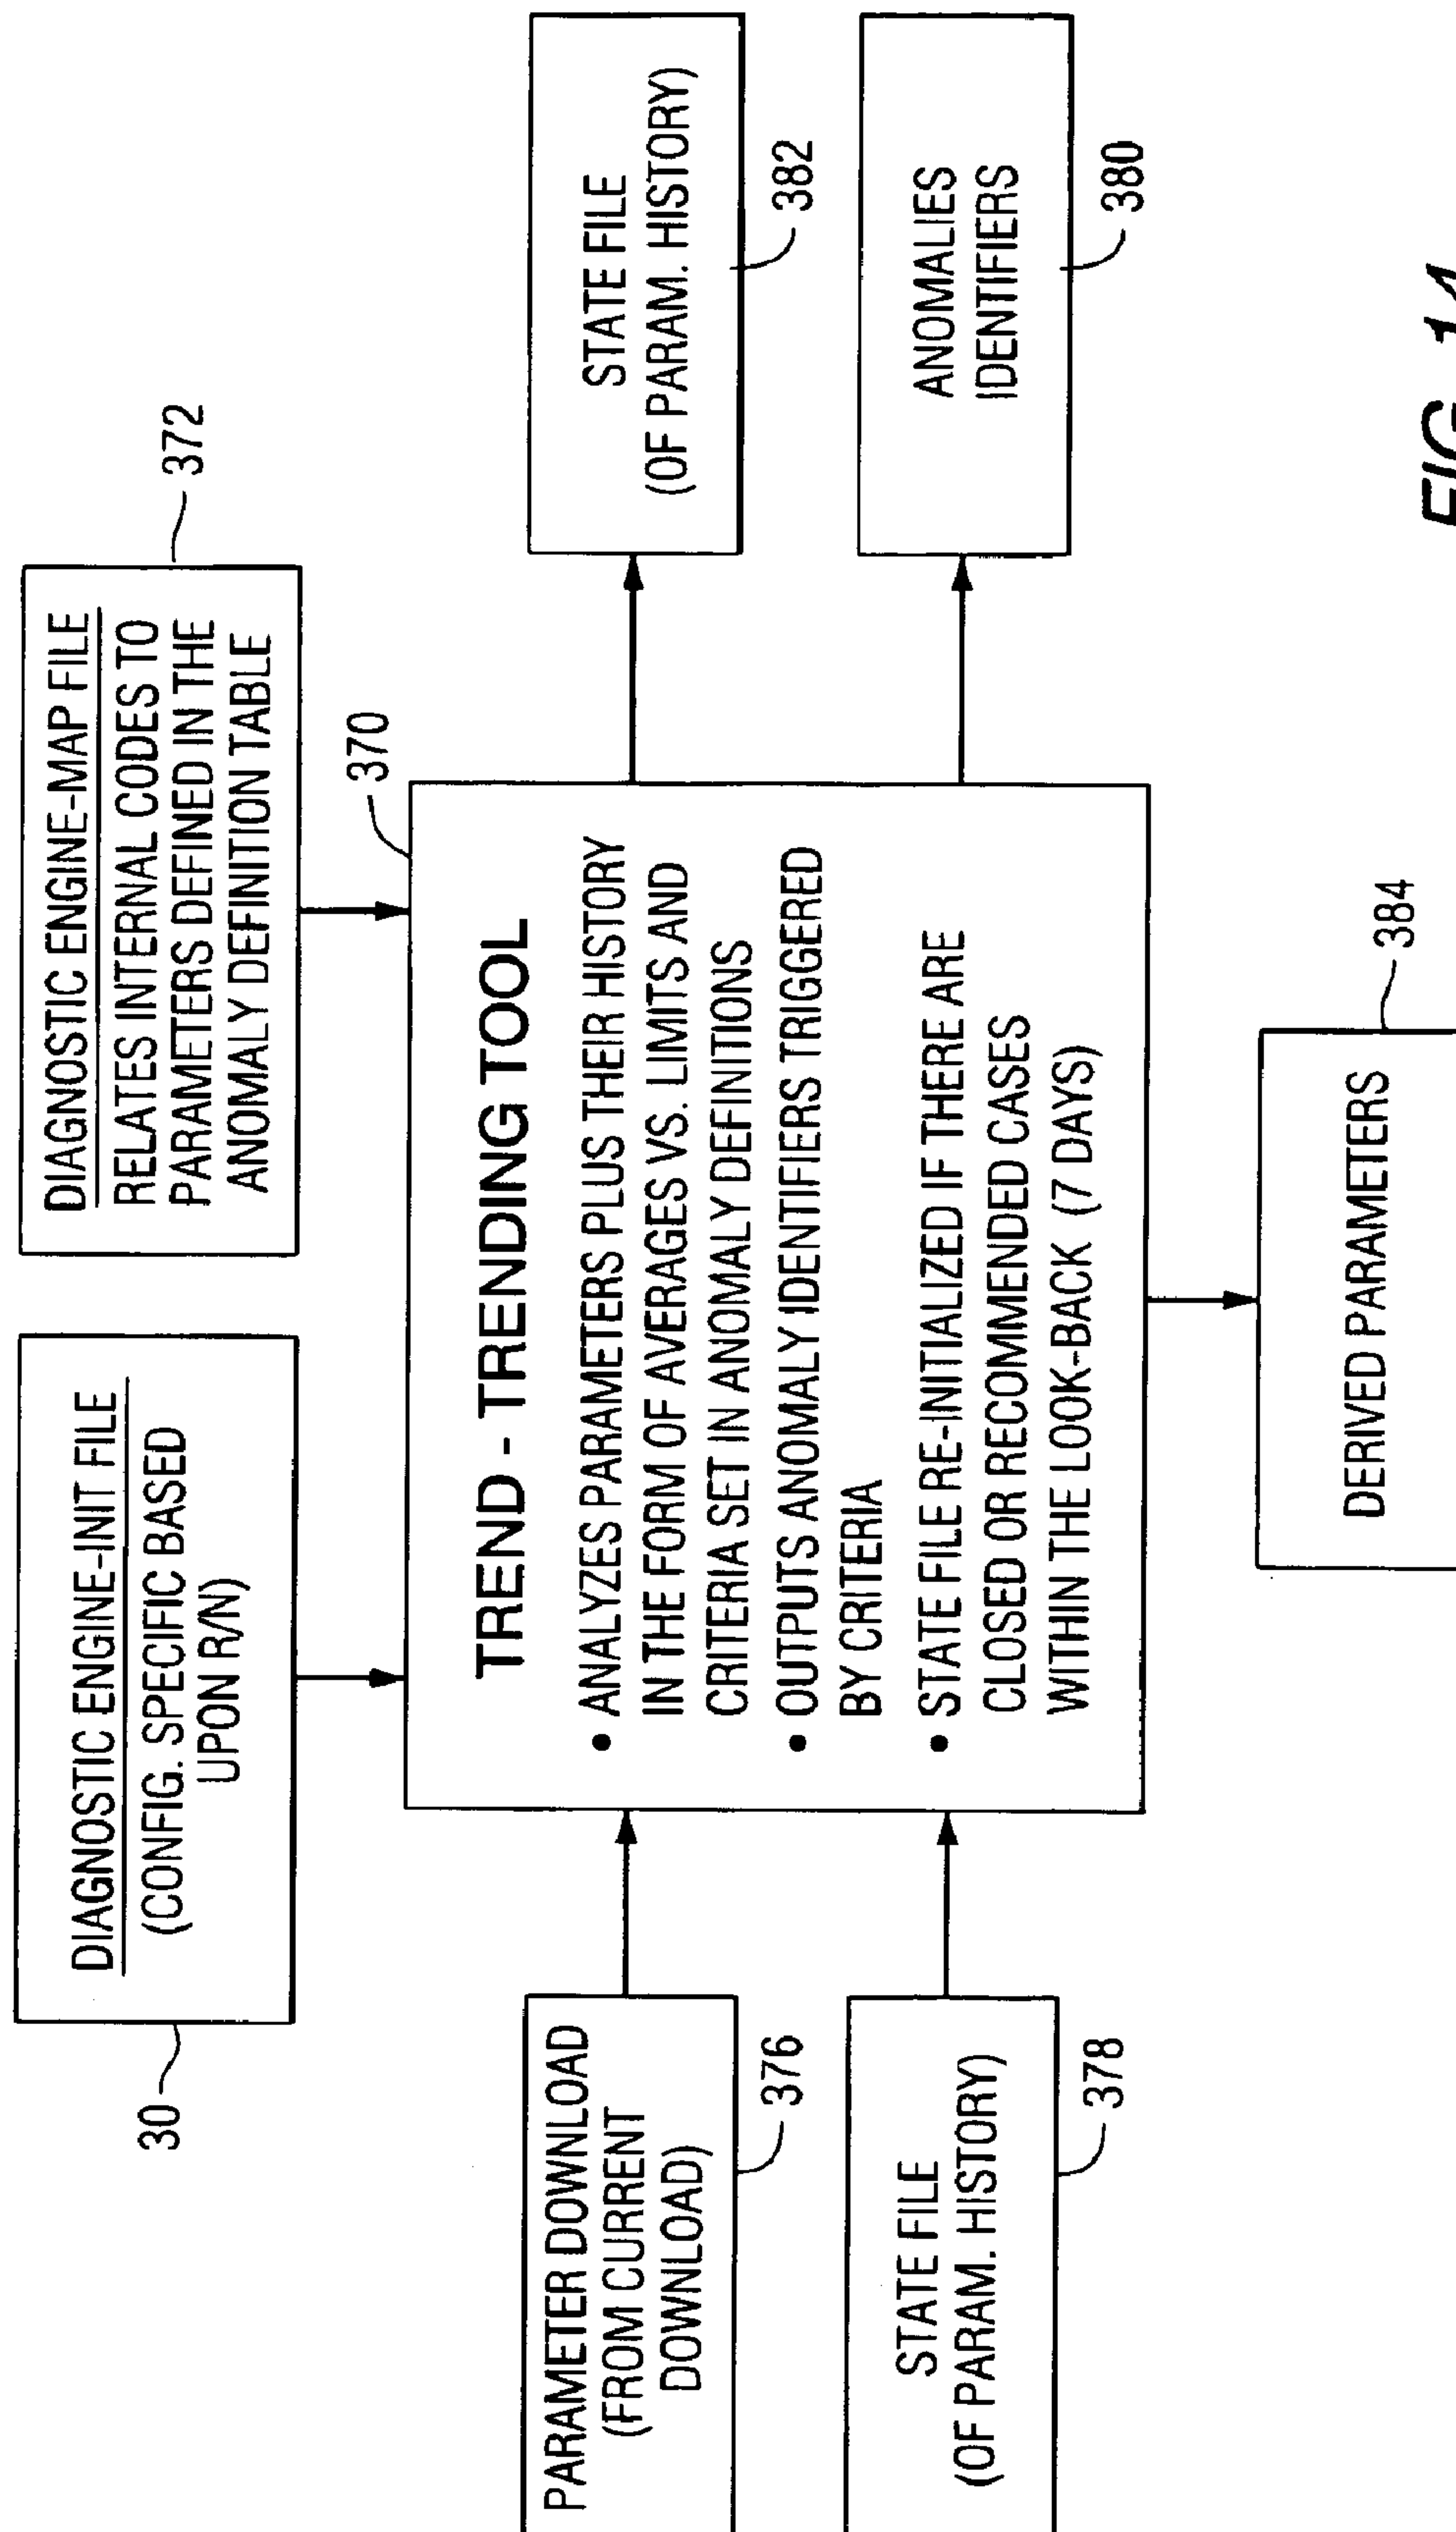 30
DIAGNOSTIC ENGINE-INIT FILE
(CONFIG. SPECIFIC BASED
UPON R/N)
DIAGNOSTIC ENGINE-MAP FILE
RELATES INTERNAL CODES TO
PARAMETERS DEFINED IN THE
ANOMALY DEFINITION TABLE
372
370
PARAMETER DOWNLOAD
(FROM CURRENT
DOWNLOAD)
376
STATE FILE
(OF PARAM. HISTORY)
378
TREND - TRENDING TOOL
• ANALYZES PARAMETERS PLUS THEIR HISTORY
IN THE FORM OF AVERAGES VS. LIMITS AND
CRITERIA SET IN ANOMALY DEFINITIONS
• OUTPUTS ANOMALY IDENTIFIERS TRIGGERED
BY CRITERIA
• STATE FILE RE-INITIALIZED IF THERE ARE
CLOSED OR RECOMMENDED CASES
WITHIN THE LOOK-BACK (7 DAYS)
STATE FILE
(OF PARAM. HISTORY)
382
ANOMALIES
IDENTIFIERS
380
DERIVED PARAMETERS
384
FIG. 14